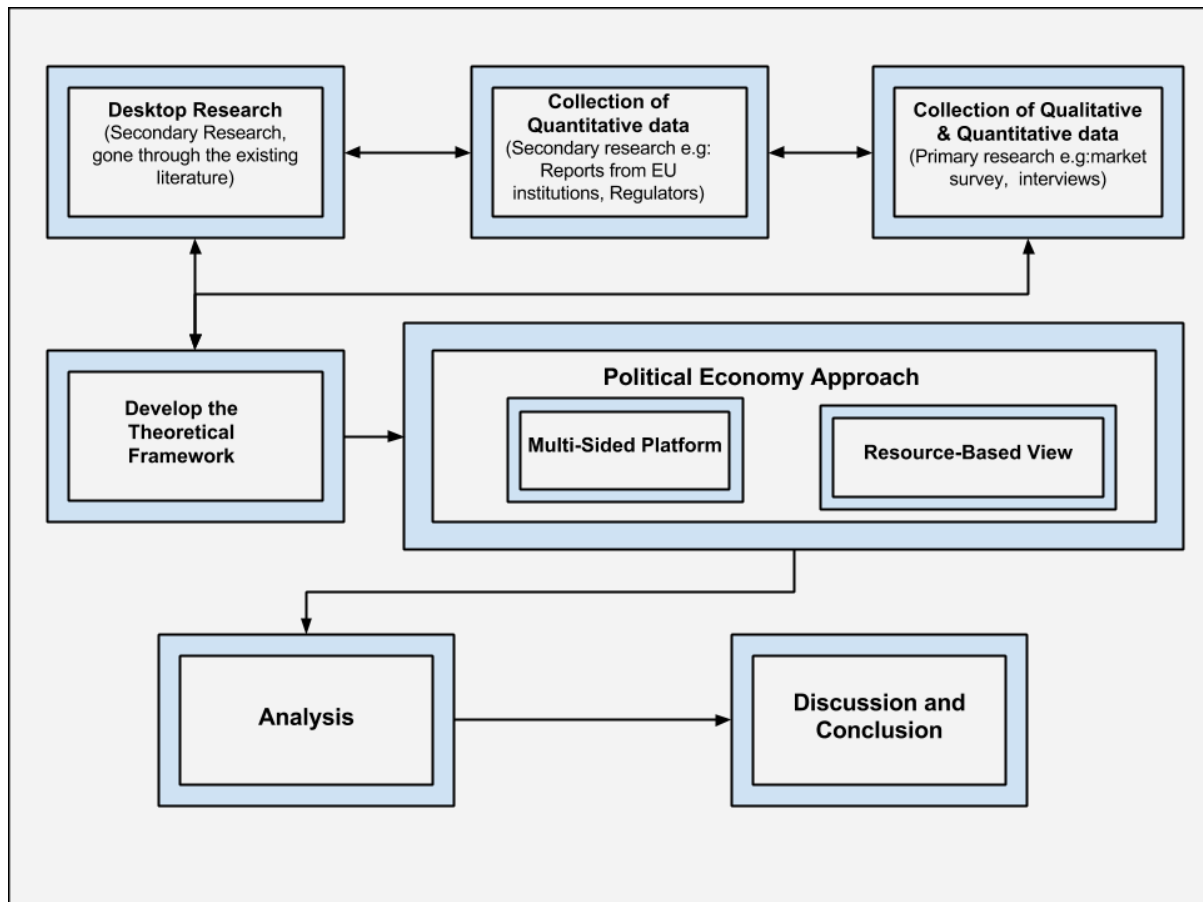 Desktop Research
(Secondary Research,
gone through the existing
literature)
Collection of
Quantitative data
(Secondary research e.g:
Reports from EU
institutions, Regulators)
Collection of Qualitative
& Quantitative data
(Primary research e.g:market
survey, interviews)
Develop the
Theoretical
Framework
Political Economy Approach
Multi-Sided Platform
Resource-Based View
Analysis
Discussion and
Conclusion